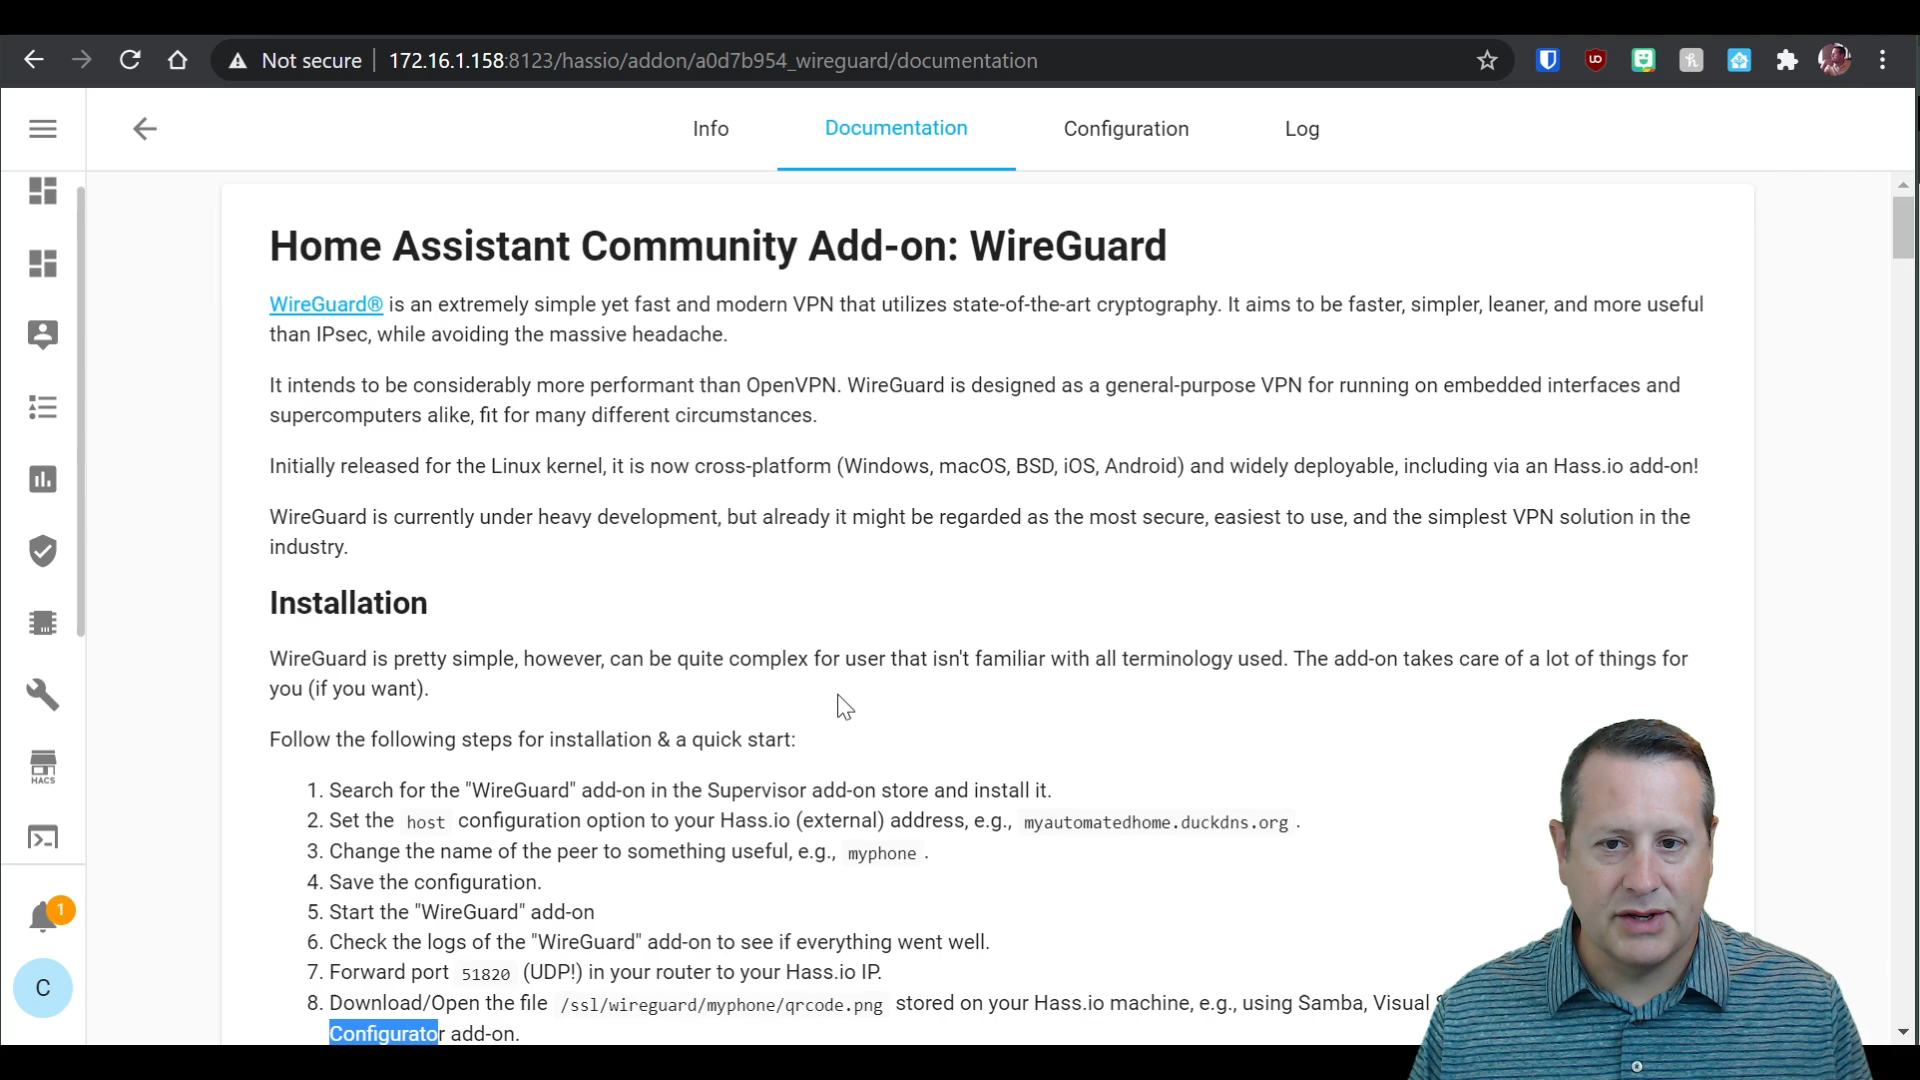 Not secure 172.16.1.158:8123/hassio/addon/a0d7b954_wireguard/documentation
Info Documentation Configuration Log
Home Assistant Community Add-on: WireGuard
WireGuard® is an extremely simple yet fast and modern VPN that utilizes state-of-the-art cryptography. It aims to be faster, simpler, leaner, and more useful
than IPsec, while avoiding the massive headache.
It intends to be considerably more performant than OpenVPN. WireGuard is designed as a general-purpose VPN for running on embedded interfaces and
supercomputers alike, fit for many different circumstances.
Initially released for the Linux kernel, it is now cross-platform (Windows, macOS, BSD, iOS, Android) and widely deployable, including via an Hass.io add-on!
WireGuard is currently under heavy development, but already it might be regarded as the most secure, easiest to use, and the simplest VPN solution in the
industry.
Installation
WireGuard is pretty simple, however, can be quite complex for user that isn't familiar with all terminology used. The add-on takes care of a lot of things for
you (if you want).
Follow the following steps for installation & a quick start:
1. Search for the "WireGuard" add-on in the Supervisor add-on store and install it.
2. Set the host configuration option to your Hass.io (external) address, e.g., myautomatedhome.duckdns.org .
3. Change the name of the peer to something useful, e.g., myphone .
4. Save the configuration.
5. Start the "WireGuard" add-on
6. Check the logs of the "WireGuard" add-on to see if everything went well.
7. Forward port 51820 (UDP!) in your router to your Hass.io IP.
8. Download/Open the file /ssl/wireguard/myphone/qrcode.png stored on your Hass.io machine, e.g., using Samba, Visual
Configurator add-on.
HACS
1
C